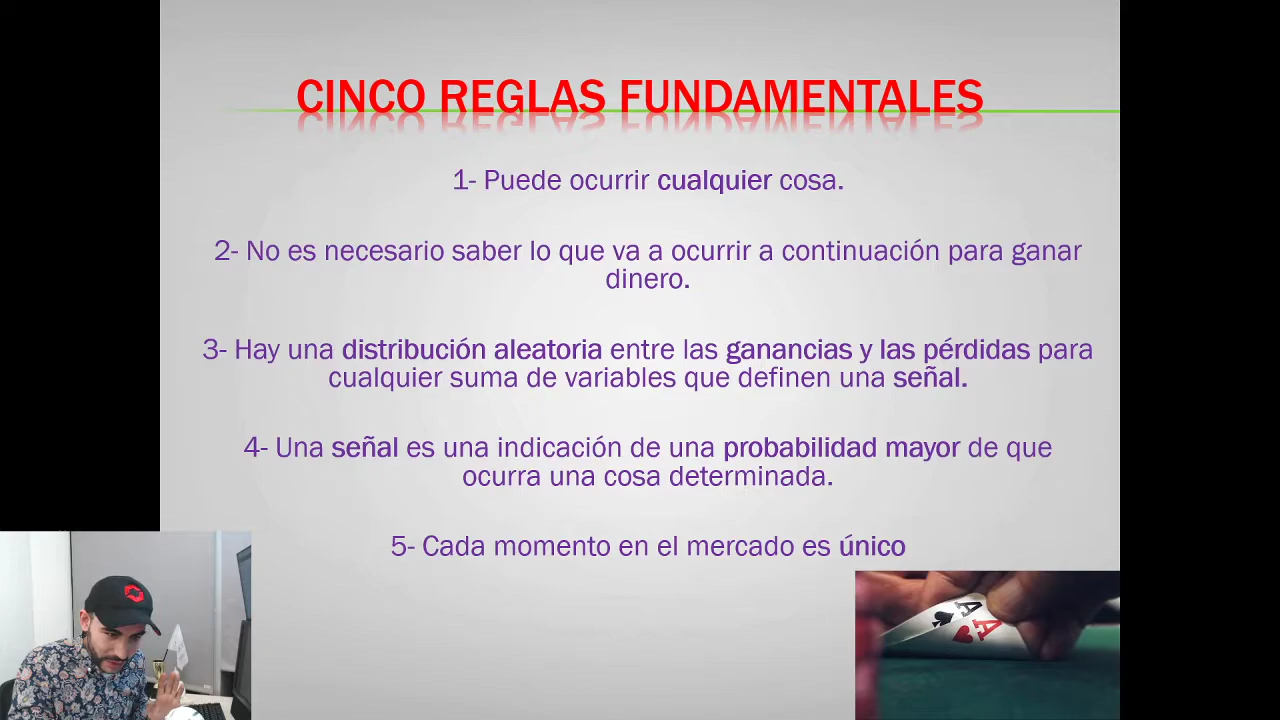 CINCO REGLAS FUNDAMENTALES
1- Puede ocurrir cualquier cosa.
2- No es necesario saber lo que va a ocurrir a continuación para ganar
dinero.
3- Hay una distribución aleatoria entre las ganancias y las pérdidas para
cualquier suma de variables que definen una señal.
4- Una señal es una indicación de una probabilidad mayor de que
ocurra una cosa determinada.
5- Cada momento en el mercado es único
A A